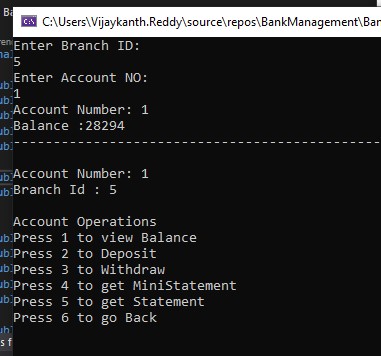 C:\Users\Vijaykanth.Reddy\source\repos\BankManagement\Ban
Enter Branch ID:
5
Enter Account NO:
1
Account Number: 1
Balance :28294
--------------------------------------------
Account Number: 1
Branch Id : 5
Account Operations
Press 1 to view Balance
Press 2 to Deposit
Press 3 to Withdraw
Press 4 to get MiniStatement
Press 5 to get Statement
Press 6 to go Back